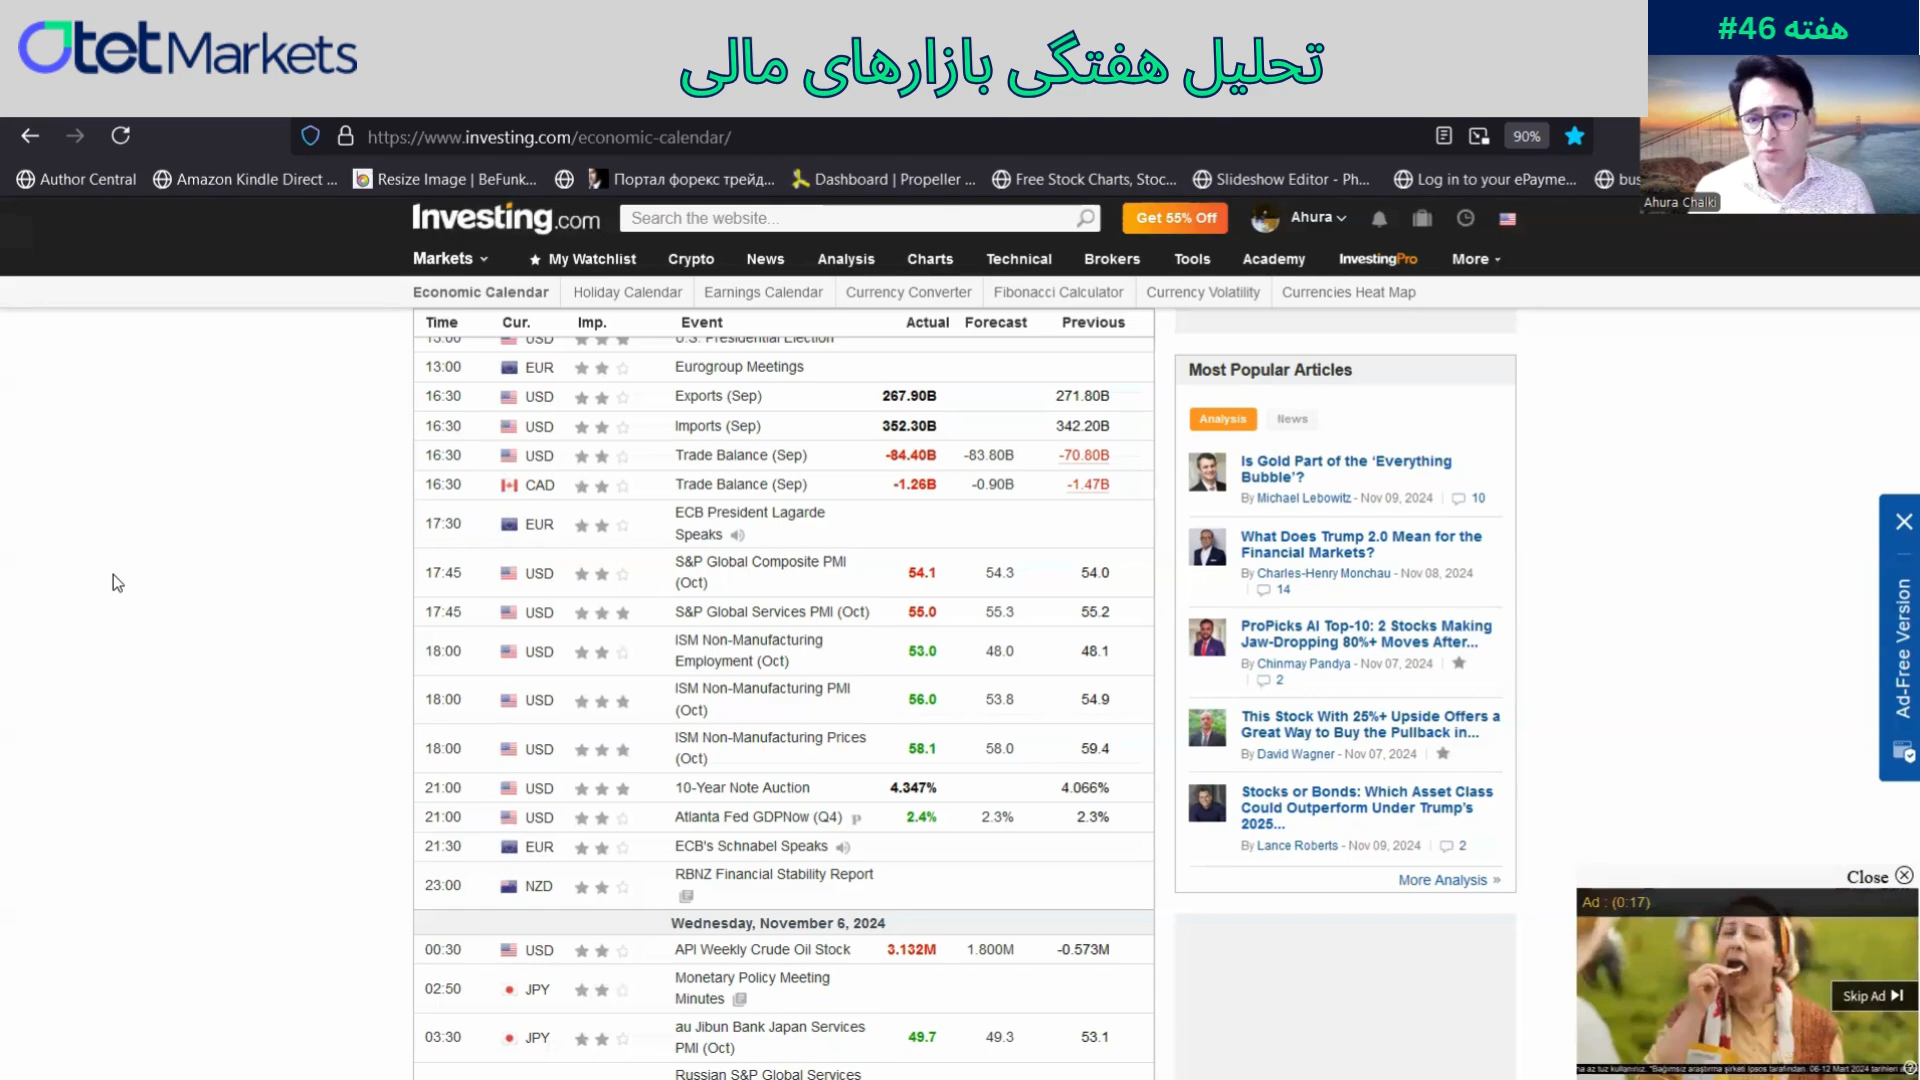 OtetMarkets
تحلیل هفتگی بازارهای مالی
هفته 46#
https://www.investing.com/economic-calendar/
90%
Author Central
Amazon Kindle Direct ...
Resize Image | BeFunk...
Портал форекс трейд...
Dashboard | Propeller ...
Free Stock Charts, Stoc...
Slideshow Editor - Ph...
Log in to your ePayme...
bus
Ahura Chalki
Investing.com
Search the website...
Get 55% Off
Ahura
Markets
My Watchlist
Crypto
News
Analysis
Charts
Technical
Brokers
Tools
Academy
InvestingPro
More
Economic Calendar
Holiday Calendar
Earnings Calendar
Currency Converter
Fibonacci Calculator
Currency Volatility
Currencies Heat Map
Time Cur. Imp. Event Actual Forecast Previous
13:00 USD U.S. Presidential Election
13:00 EUR Eurogroup Meetings
16:30 USD Exports (Sep) 267.90B 271.80B
16:30 USD Imports (Sep) 352.30B 342.20B
16:30 USD Trade Balance (Sep) -84.40B -83.80B -70.80B
16:30 CAD Trade Balance (Sep) -1.26B -0.90B -1.47B
17:30 EUR ECB President Lagarde
Speaks
17:45 USD S&P Global Composite PMI
(Oct) 54.1 54.3 54.0
17:45 USD S&P Global Services PMI (Oct) 55.0 55.3 55.2
18:00 USD ISM Non-Manufacturing
Employment (Oct) 53.0 48.0 48.1
18:00 USD ISM Non-Manufacturing PMI
(Oct) 56.0 53.8 54.9
18:00 USD ISM Non-Manufacturing Prices
(Oct) 58.1 58.0 59.4
21:00 USD 10-Year Note Auction 4.347% 4.066%
21:00 USD Atlanta Fed GDPNow (Q4) P 2.4% 2.3% 2.3%
21:30 EUR ECB's Schnabel Speaks
23:00 NZD RBNZ Financial Stability Report
Wednesday, November 6, 2024
00:30 USD API Weekly Crude Oil Stock 3.132M 1.800M -0.573M
02:50 JPY Monetary Policy Meeting
Minutes
03:30 JPY au Jibun Bank Japan Services
PMI (Oct) 49.7 49.3 53.1
Russian S&P Global Services
Most Popular Articles
Analysis
News
Is Gold Part of the 'Everything
Bubble'?
By Michael Lebowitz - Nov 09, 2024 | 10
What Does Trump 2.0 Mean for the
Financial Markets?
By Charles-Henry Monchau - Nov 08, 2024
| 14
ProPicks AI Top-10: 2 Stocks Making
Jaw-Dropping 80%+ Moves After...
By Chinmay Pandya - Nov 07, 2024 |
| 2
This Stock With 25%+ Upside Offers a
Great Way to Buy the Pullback in...
By David Wagner - Nov 07, 2024 |
Stocks or Bonds: Which Asset Class
Could Outperform Under Trump's
2025...
By Lance Roberts - Nov 09, 2024 | 2
More Analysis »
Ad-Free Version
Close
Ad : (0:17)
Skip Ad
na az tuz kullanınız. "Bağımsız araştırma şirketi Ipsos tarafından, 06-12 Mart 2024 tarihleri